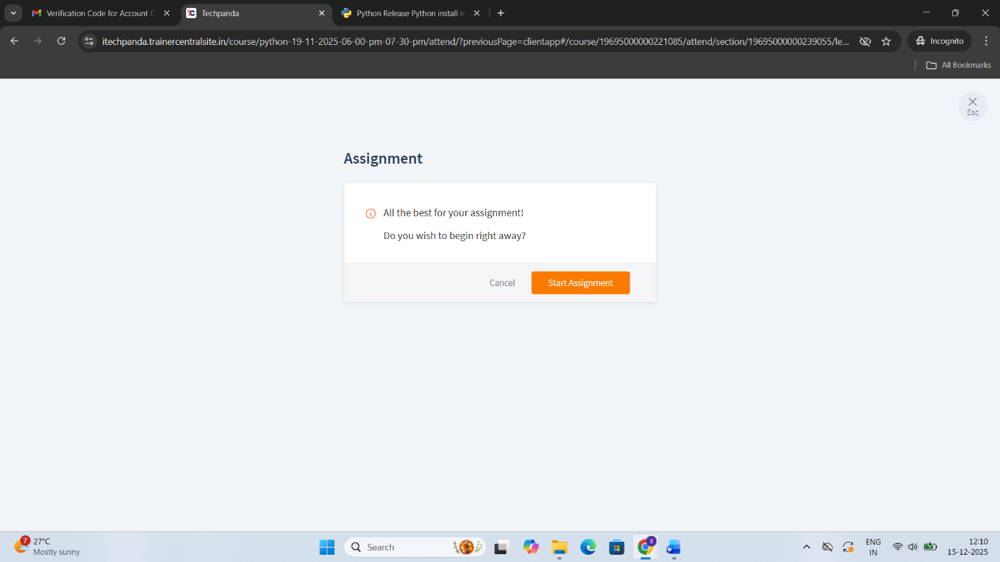 Verification Code for Account C
Techpanda
Python Release Python install m
itechpanda.trainercentralsite.in/course/python-19-11-2025-06-00-pm-07-30-pm/attend/?previousPage=clientapp#/course/19695000000221085/attend/section/19695000000239055/le...
Incognito
All Bookmarks
Esc
Assignment
All the best for your assignment!
Do you wish to begin right away?
Cancel
Start Assignment
7
27°C
Mostly sunny
Search
g
W
ENG
IN
12:10
15-12-2025